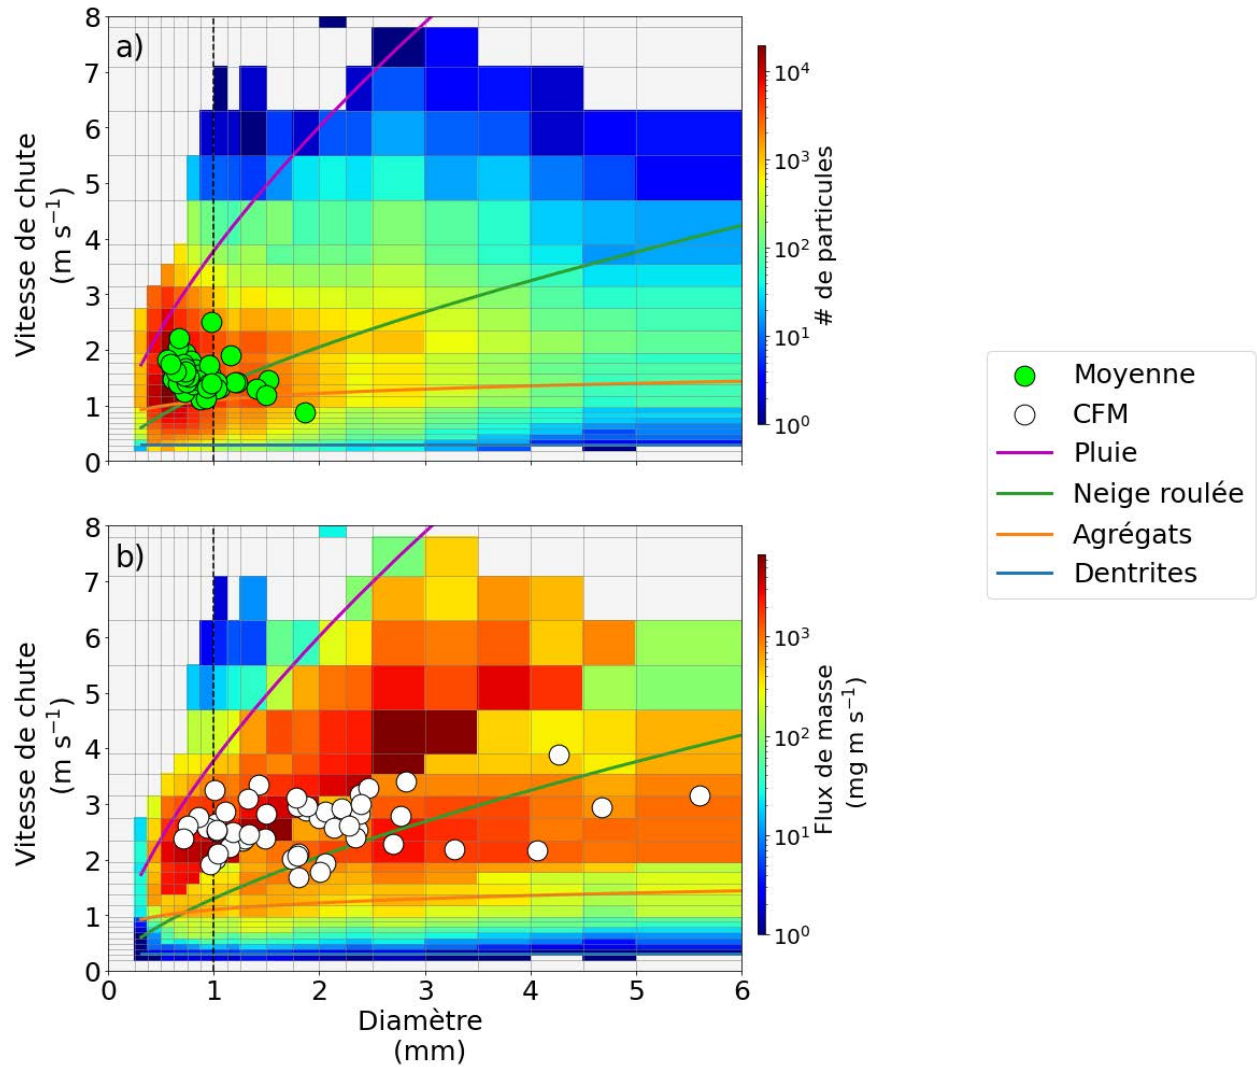 a)
8
7
6
5
4
3
2
1
0
Vitesse de chute
(m s⁻¹)
10⁴
10³
10²
10¹
10⁰
# de particules
b)
8
7
6
5
4
3
2
1
0
Vitesse de chute
(m s⁻¹)
10³
10²
10¹
10⁰
Flux de masse
(mg m s⁻¹)
0 1 2 3 4 5 6
Diamètre
(mm)
Moyenne
CFM
Pluie
Neige roulée
Agrégats
Dentrites